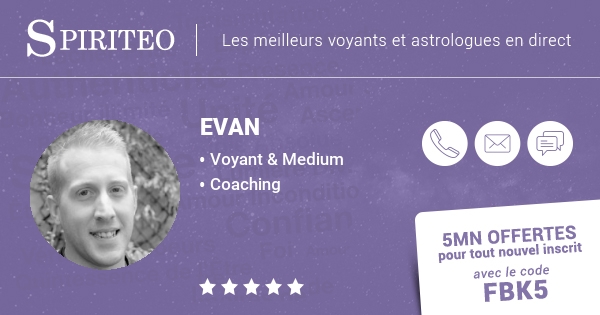 SPIRITEO
Les meilleurs voyants et astrologues en direct
EVAN
• Voyant & Medium
• Coaching
5MN OFFERTES
pour tout nouvel inscrit
avec le code
FBK5